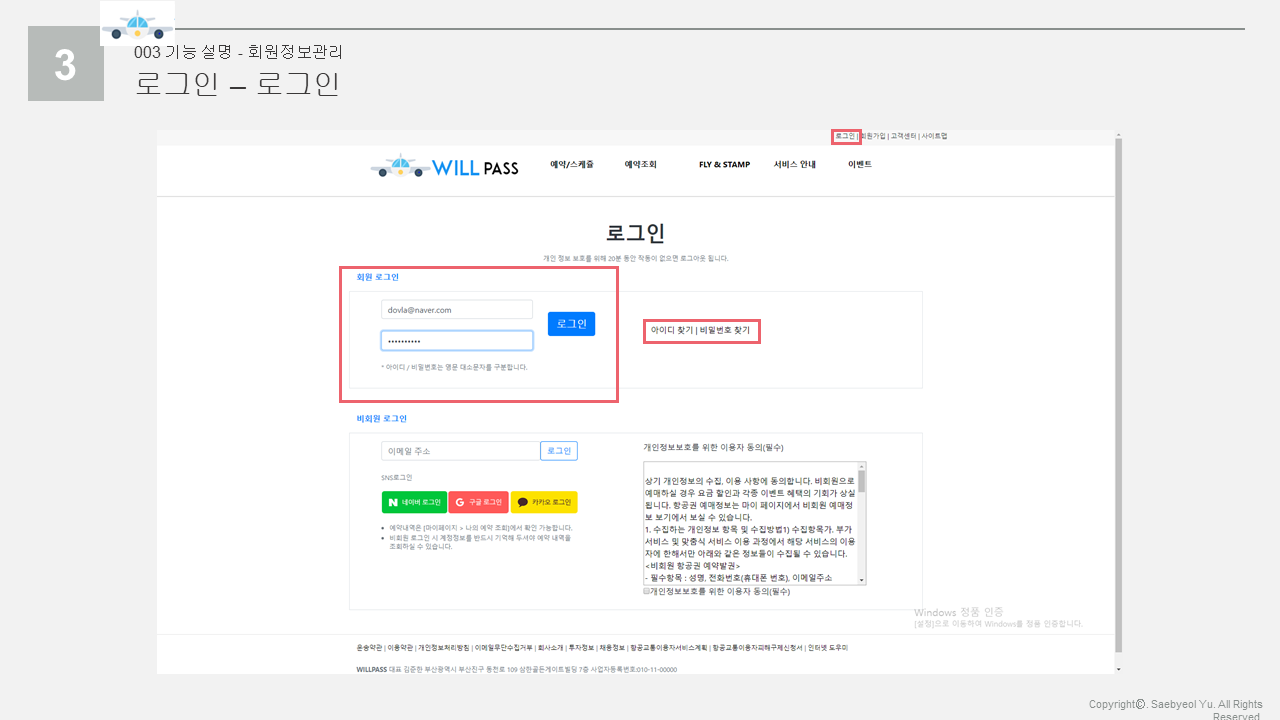 3
003 기능 설명 - 회원정보관리
로그인 – 로그인
로그인 | 회원가입 | 고객센터 | 사이트맵
WILL PASS
예약/스케쥴 예약조회 FLY & STAMP 서비스 안내 이벤트
로그인
개인 정보 보호를 위해 20분 동안 작동이 없으면 로그아웃 됩니다.
회원 로그인
dovla@naver.com
로그인
••••••••••
아이디 찾기 | 비밀번호 찾기
* 아이디 / 비밀번호는 영문 대소문자를 구분합니다.
비회원 로그인
이메일 주소 로그인
SNS로그인
네이버 로그인 구글 로그인 카카오 로그인
예약내역은 [마이페이지 > 나의 예약 조회]에서 확인 가능합니다.
비회원 로그인 시 계정정보를 반드시 기억해 두셔야 예약 내역을
조회하실 수 있습니다.
개인정보보호를 위한 이용자 동의(필수)
상기 개인정보의 수집, 이용 사항에 동의합니다. 비회원으로
예매하실 경우 요금 할인과 각종 이벤트 혜택의 기회가 상실
됩니다. 항공권 예매정보는 마이 페이지에서 비회원 예매정
보 보기에서 보실 수 있습니다.
1. 수집하는 개인정보 항목 및 수집방법1) 수집항목가. 부가
서비스 및 맞춤식 서비스 이용 과정에서 해당 서비스의 이용
자에 한해서만 아래와 같은 정보들이 수집될 수 있습니다.
<비회원 항공권 예약발권>
- 필수항목 : 성명, 전화번호(휴대폰 번호), 이메일주소
개인정보보호를 위한 이용자 동의(필수)
Windows 정품 인증
[설정]으로 이동하여 Windows를 정품 인증합니다.
운송약관 | 이용약관 | 개인정보처리방침 | 이메일무단수집거부 | 회사소개 | 투자정보 | 채용정보 | 항공교통이용자서비스계획 | 항공교통이용자피해구제신청서 | 인터넷 도우미
WILLPASS 대표 김준한 부산광역시 부산진구 동천로 109 삼한골든게이트빌딩 7층 사업자등록번호:010-11-00000
Copyright©. Saebyeol Yu. All Rights
Reserved.